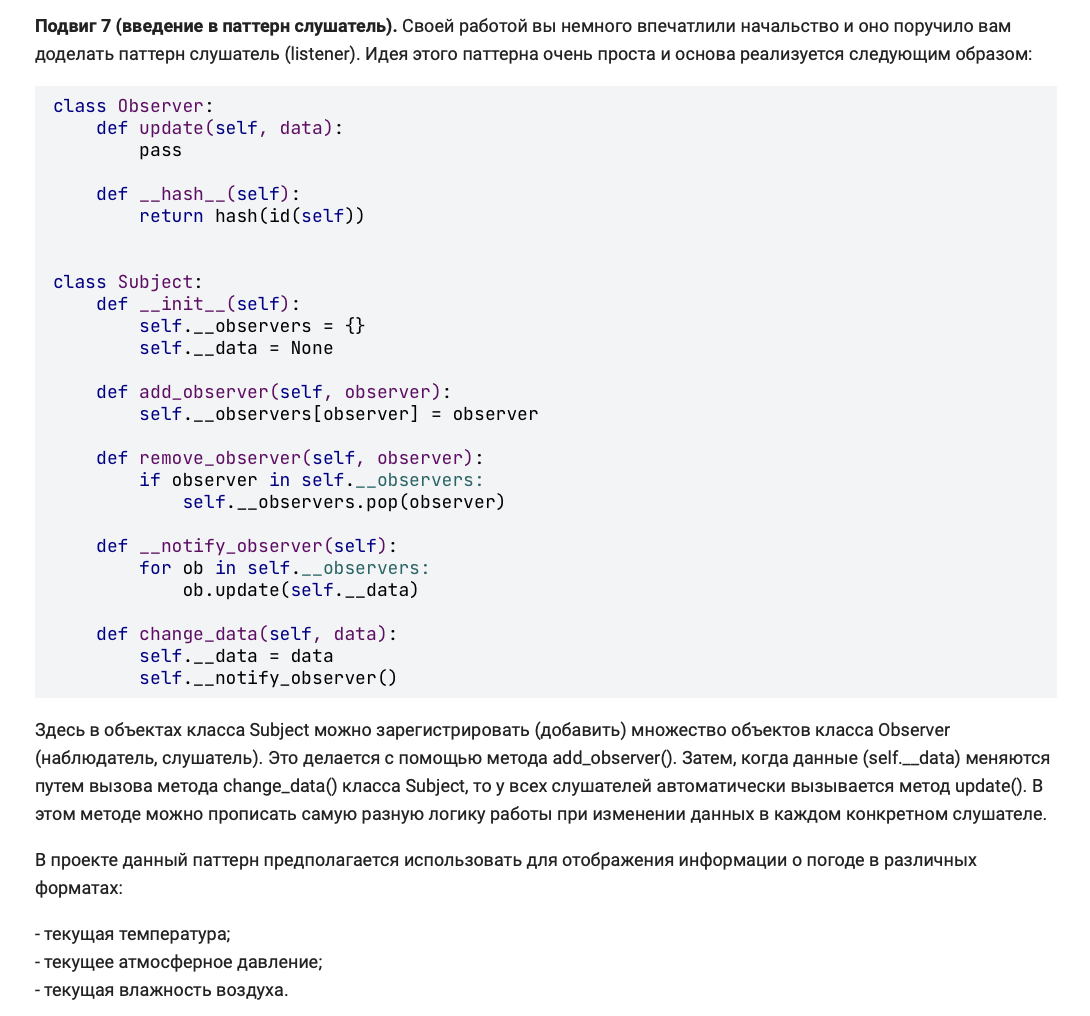 Подвиг 7 (введение в паттерн слушатель). Своей работой вы немного впечатлили начальство и оно поручило вам
доделать паттерн слушатель (listener). Идея этого паттерна очень проста и основа реализуется следующим образом:
class Observer:
    def update(self, data):
        pass

    def __hash__(self):
        return hash(id(self))


class Subject:
    def __init__(self):
        self.__observers = {}
        self.__data = None

    def add_observer(self, observer):
        self.__observers[observer] = observer

    def remove_observer(self, observer):
        if observer in self.__observers:
            self.__observers.pop(observer)

    def __notify_observer(self):
        for ob in self.__observers:
            ob.update(self.__data)

    def change_data(self, data):
        self.__data = data
        self.__notify_observer()
Здесь в объектах класса Subject можно зарегистрировать (добавить) множество объектов класса Observer
(наблюдатель, слушатель). Это делается с помощью метода add_observer(). Затем, когда данные (self.__data) меняются
путем вызова метода change_data() класса Subject, то у всех слушателей автоматически вызывается метод update(). В
этом методе можно прописать самую разную логику работы при изменении данных в каждом конкретном слушателе.
В проекте данный паттерн предполагается использовать для отображения информации о погоде в различных
форматах:
- текущая температура;
- текущее атмосферное давление;
- текущая влажность воздуха.